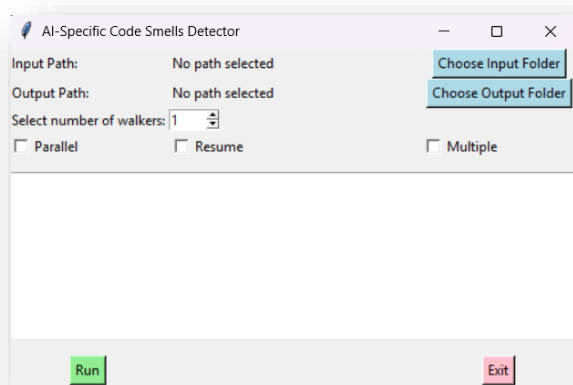 AI-Specific Code Smells Detector
Input Path: No path selected Choose Input Folder
Output Path: No path selected Choose Output Folder
Select number of walkers: 1
Parallel Resume Multiple
Run Exit